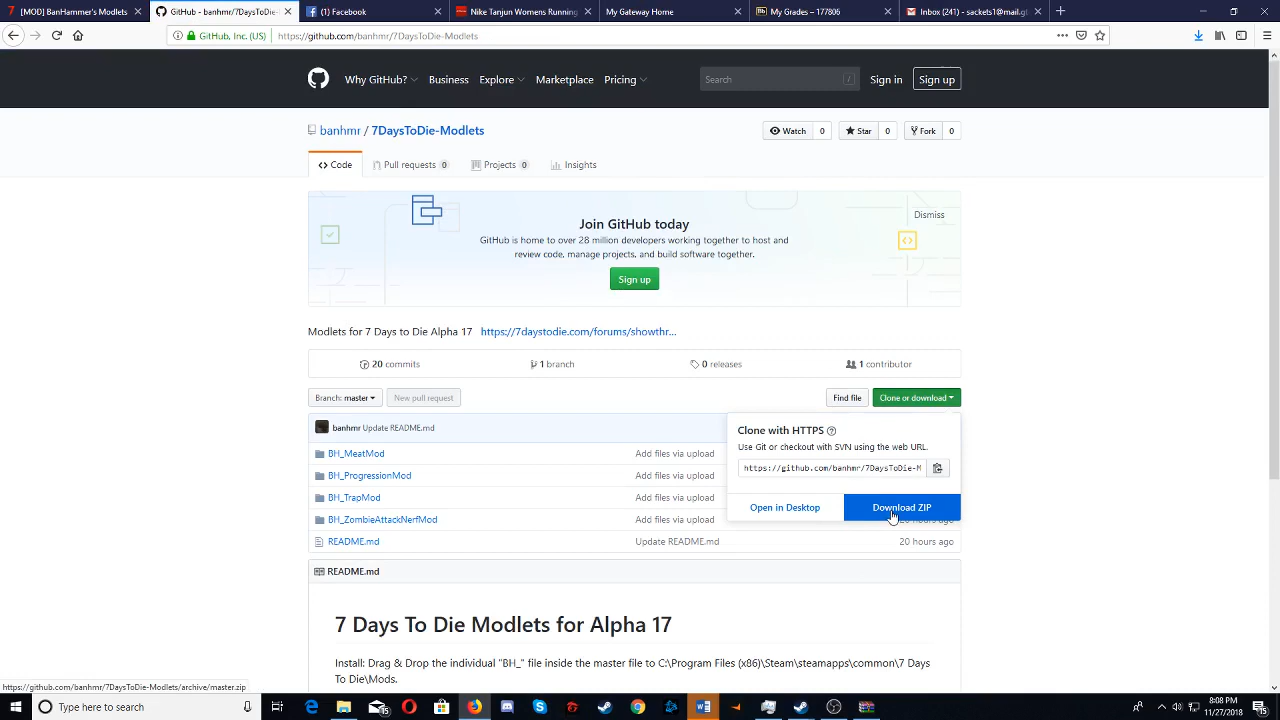 [MOD] BanHammer's Modlets
GitHub - banhmr/7DaysToDie-
(1) Facebook
Nike Tanjun Womens Running
My Gateway Home
My Grades – 177806
Inbox (241) - sackets1@mail.g
GitHub, Inc. (US)
https://github.com/banhmr/7DaysToDie-Modlets
Why GitHub?
Business
Explore
Marketplace
Pricing
Search
/
Sign in
Sign up
banhmr / 7DaysToDie-Modlets
Watch 0
Star 0
Fork 0
Code
Pull requests 0
Projects 0
Insights
Join GitHub today
Dismiss
GitHub is home to over 28 million developers working together to host and
review code, manage projects, and build software together.
Sign up
Modlets for 7 Days to Die Alpha 17 https://7daystodie.com/forums/showthr...
20 commits
1 branch
0 releases
1 contributor
Branch: master
New pull request
Find file
Clone or download
banhmr Update README.md
Clone with HTTPS
Use Git or checkout with SVN using the web URL.
https://github.com/banhmr/7DaysToDie-M
Open in Desktop
Download ZIP
BH_MeatMod Add files via upload
BH_ProgressionMod Add files via upload
BH_TrapMod Add files via upload
BH_ZombieAttackNerfMod Add files via upload 20 hours ago
README.md Update README.md 20 hours ago
README.md
7 Days To Die Modlets for Alpha 17
Install: Drag & Drop the individual "BH_" file inside the master file to C:\Program Files (x86)\Steam\steamapps\common\7 Days
To Die\Mods.
https://github.com/banhmr/7DaysToDie-Modlets/archive/master.zip
Type here to search
8:08 PM
11/27/2018